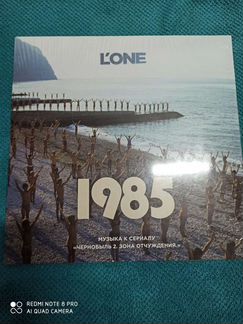 L'ONE
1985
МУЗЫКА К СЕРИАЛУ
«ЧЕРНОБЫЛЬ 2. ЗОНА ОТЧУЖДЕНИЯ.»
REDMI NOTE 8 PRO
AI QUAD CAMERA